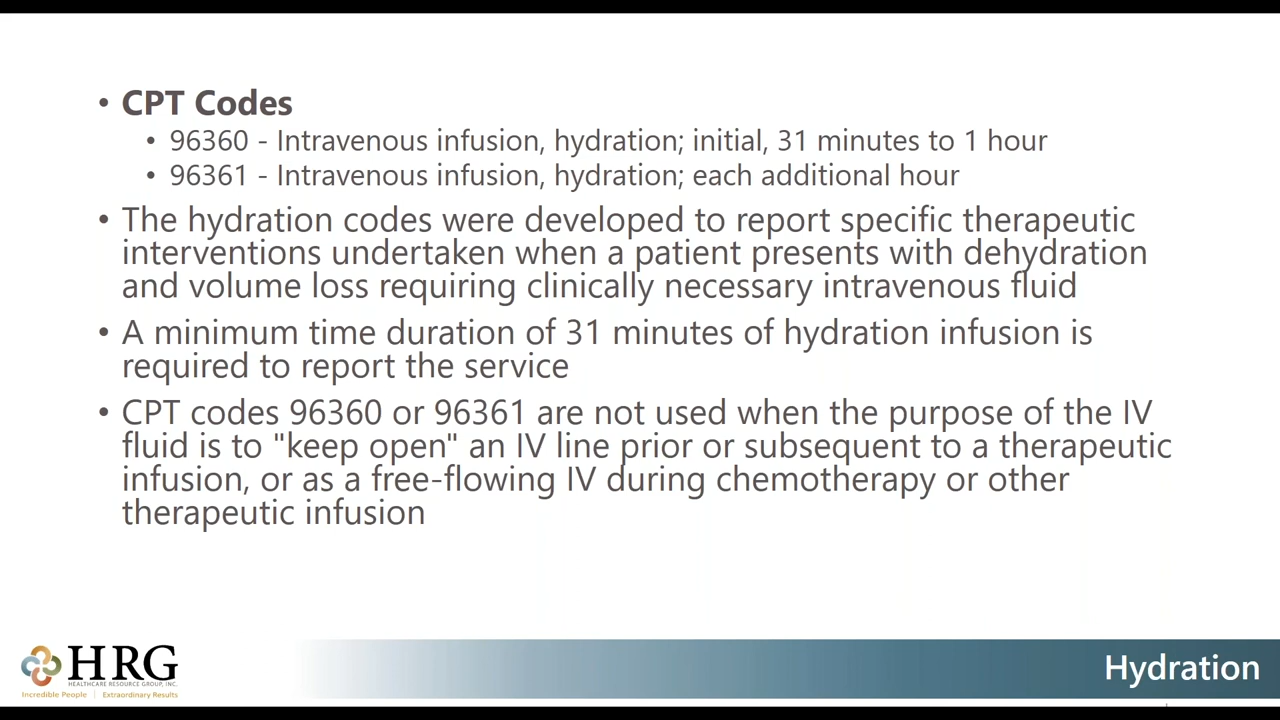 • CPT Codes
• 96360 - Intravenous infusion, hydration; initial, 31 minutes to 1 hour
• 96361 - Intravenous infusion, hydration; each additional hour
• The hydration codes were developed to report specific therapeutic
interventions undertaken when a patient presents with dehydration
and volume loss requiring clinically necessary intravenous fluid
• A minimum time duration of 31 minutes of hydration infusion is
required to report the service
• CPT codes 96360 or 96361 are not used when the purpose of the IV
fluid is to "keep open" an IV line prior or subsequent to a therapeutic
infusion, or as a free-flowing IV during chemotherapy or other
therapeutic infusion
HRG
HEALTHCARE RESOURCE GROUP, INC.
Incredible People | Extraordinary Results
Hydration